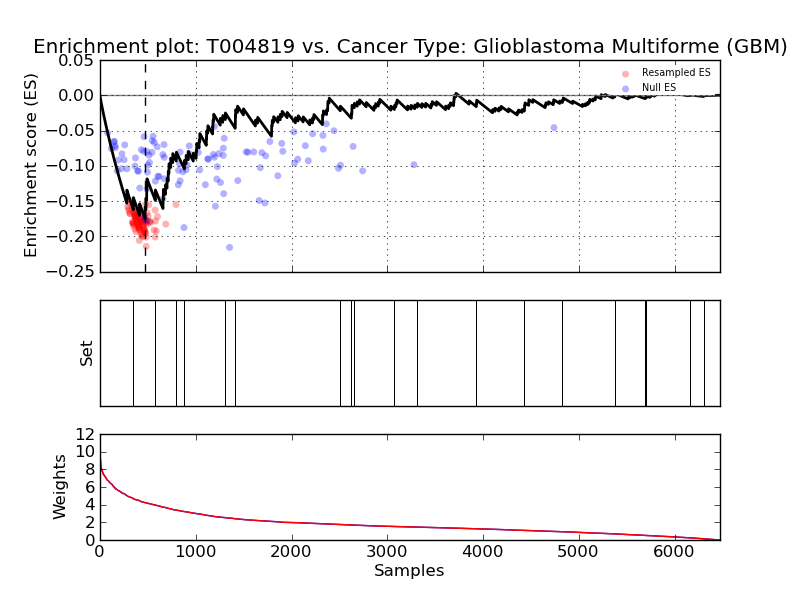 Enrichment plot: T004819 vs. Cancer Type: Glioblastoma Multiforme (GBM)
0.05
0.00
−0.05
−0.10
−0.15
−0.20
−0.25
Enrichment score (ES)
Resampled ES
Null ES
Set
12
10
8
6
4
2
0
Weights
0 1000 2000 3000 4000 5000 6000
Samples